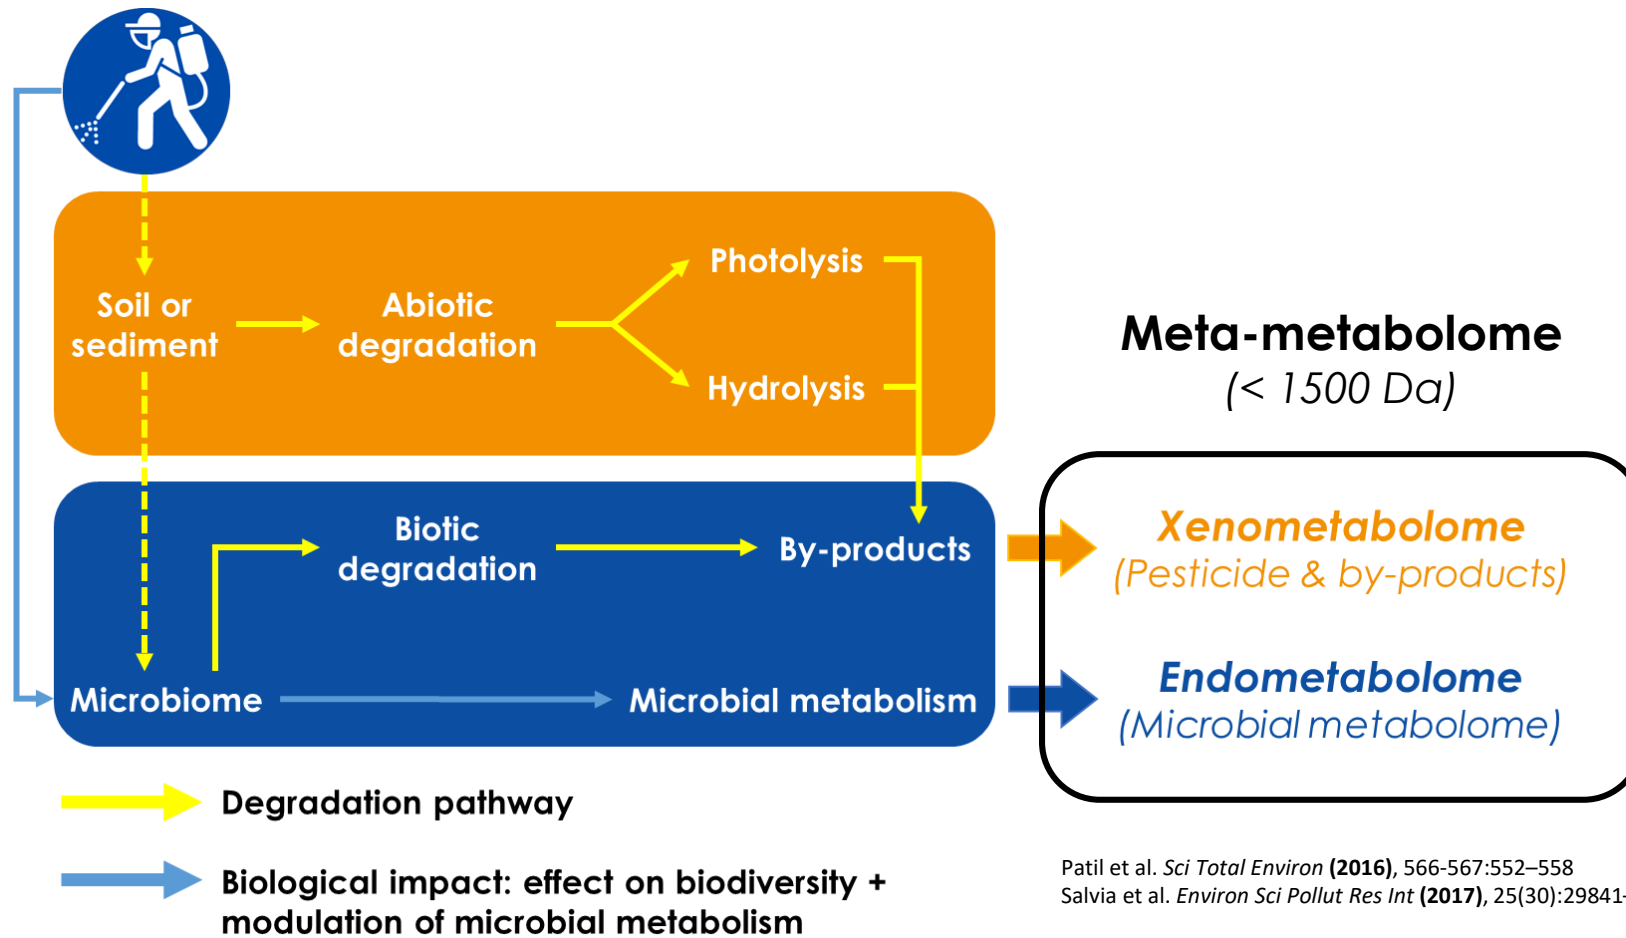 Photolysis
Soil or
sediment
Abiotic
degradation
Hydrolysis
Meta-metabolome
(< 1500 Da)
Biotic
degradation
By-products
Xenometabolome
(Pesticide & by-products)
Microbiome
Microbial metabolism
Endometabolome
(Microbial metabolome)
Degradation pathway
Biological impact: effect on biodiversity +
modulation of microbial metabolism
Patil et al. Sci Total Environ (2016), 566-567:552–558
Salvia et al. Environ Sci Pollut Res Int (2017), 25(30):29841-